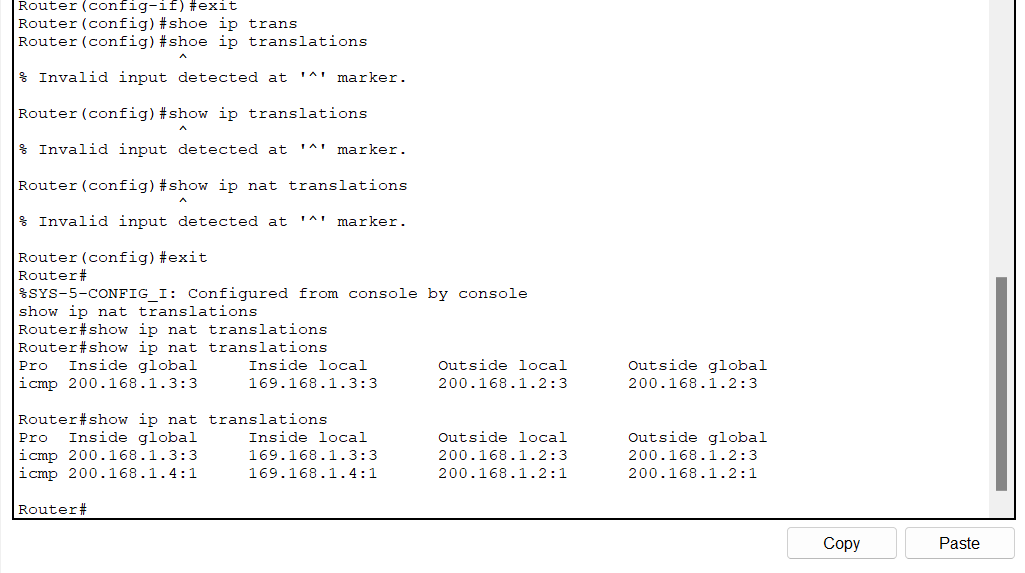 Router(config-if)#exit
Router(config)#shoe ip trans
Router(config)#shoe ip translations
^
% Invalid input detected at '^' marker.
Router(config)#show ip translations
^
% Invalid input detected at '^' marker.
Router(config)#show ip nat translations
^
% Invalid input detected at '^' marker.
Router(config)#exit
Router#
%SYS-5-CONFIG_I: Configured from console by console
show ip nat translations
Router#show ip nat translations
Router#show ip nat translations
Pro  Inside global     Inside local       Outside local      Outside global
icmp 200.168.1.3:3     169.168.1.3:3      200.168.1.2:3      200.168.1.2:3
Router#show ip nat translations
Pro  Inside global     Inside local       Outside local      Outside global
icmp 200.168.1.3:3     169.168.1.3:3      200.168.1.2:3      200.168.1.2:3
icmp 200.168.1.4:1     169.168.1.4:1      200.168.1.2:1      200.168.1.2:1
Router#
Copy Paste